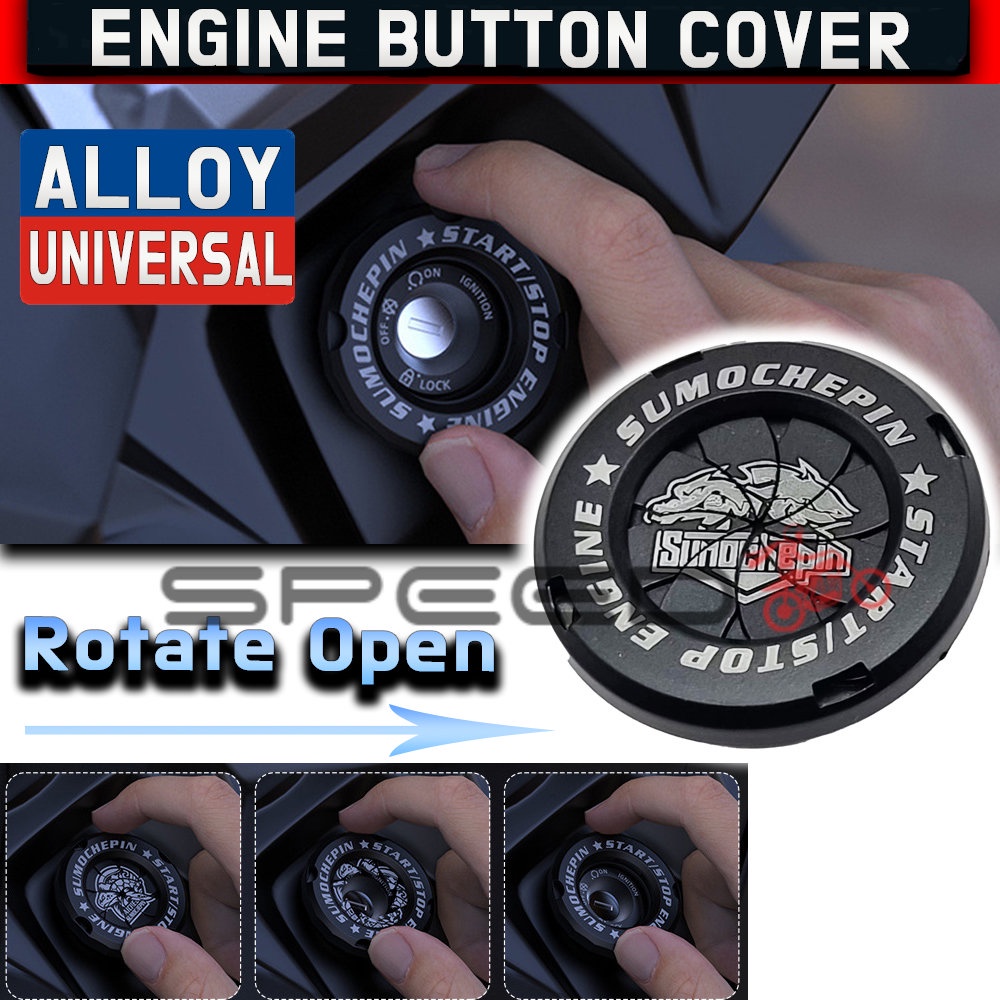 ENGINE BUTTON COVER
ALLOY
UNIVERSAL
SUMOCHEPIN ★ START/STOP ENGINE ★
ON
IGNITION
OFF
LOCK
SUMOCHEPIN ★ START/STOP ENGINE ★
Sumochepin
SPEED
Rotate Open
SUMOCHEPIN ★ START/STOP ENGINE
SUMOCHEPIN ★ START/STOP ENGINE
SUMOCHEPIN ★ START/STOP ENGINE
ON
IGNITION